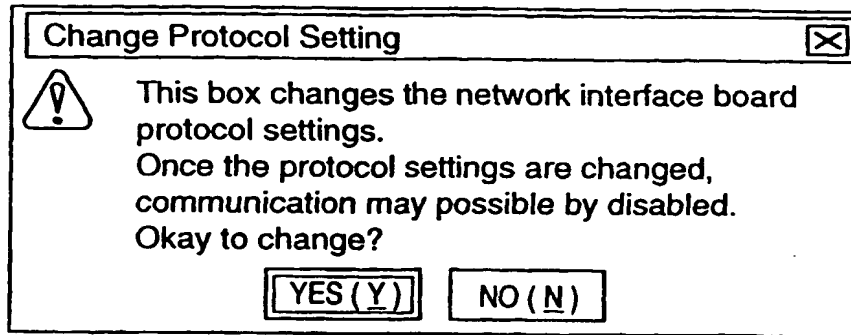 Change Protocol Setting
This box changes the network interface board
protocol settings.
Once the protocol settings are changed,
communication may possible by disabled.
Okay to change?
YES (Y) NO (N)